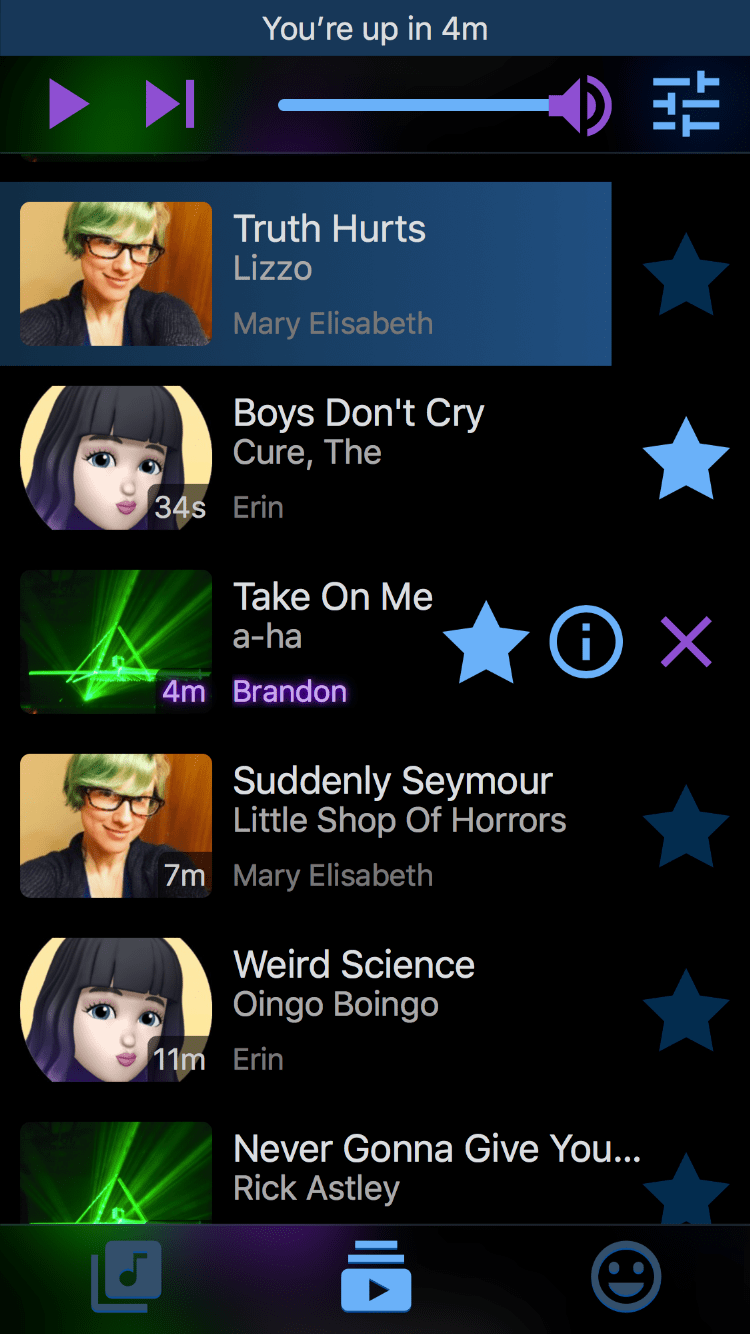 You’re up in 4m
Truth Hurts
Lizzo
Mary Elisabeth
Boys Don't Cry
Cure, The
34s
Erin
Take On Me
a-ha
4m
Brandon
Suddenly Seymour
Little Shop Of Horrors
7m
Mary Elisabeth
Weird Science
Oingo Boingo
11m
Erin
Never Gonna Give You...
Rick Astley